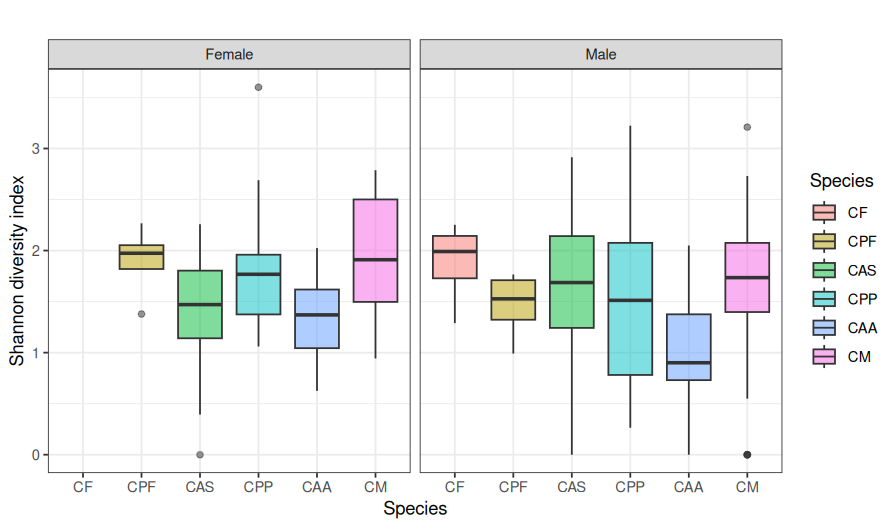 Female
Male
Shannon diversity index
3
2
1
0
CF CPF CAS CPP CAA CM
CF CPF CAS CPP CAA CM
Species
Species
CF
CPF
CAS
CPP
CAA
CM